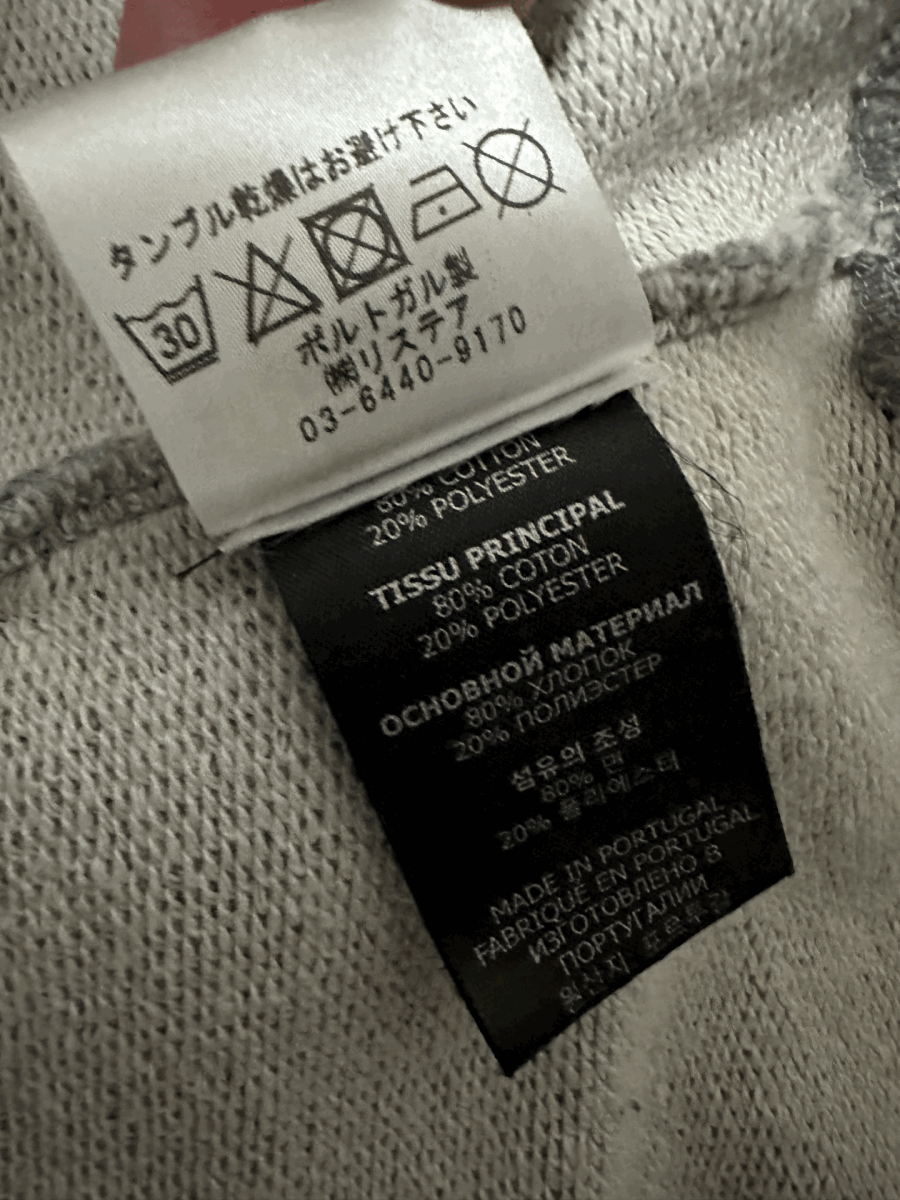 タンブル乾燥はお避け下さい
30
ポルトガル製
㈱リステア
03-6440-9170
80% COTTON
20% POLYESTER
TISSU PRINCIPAL
80% COTON
20% POLYESTER
ОСНОВНОЙ МАТЕРИАЛ
80% ХЛОПОК
20% ПОЛИЭСТЕР
섬유의 조성
80% 면
20% 폴리에스터
MADE IN PORTUGAL
FABRIQUÉ EN PORTUGAL
ИЗГОТОВЛЕНО В
ПОРТУГАЛИИ
원산지: 포르투갈